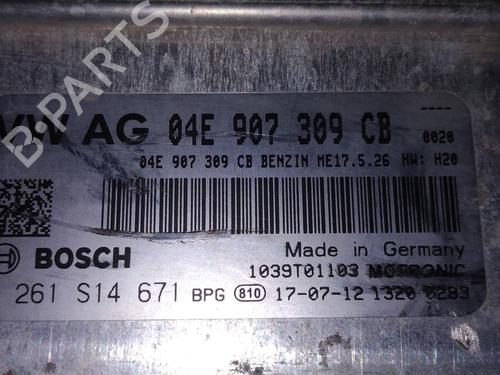 B-PARTS
----
VW AG 04E 907 309 CB 0020
04E 907 309 CB BENZIN ME17.5.26 HW: H20
BOSCH
Made in Germany
1039T01103 MOTRONIC
261 S14 671 BPG 810 17-07-12 1320 0283